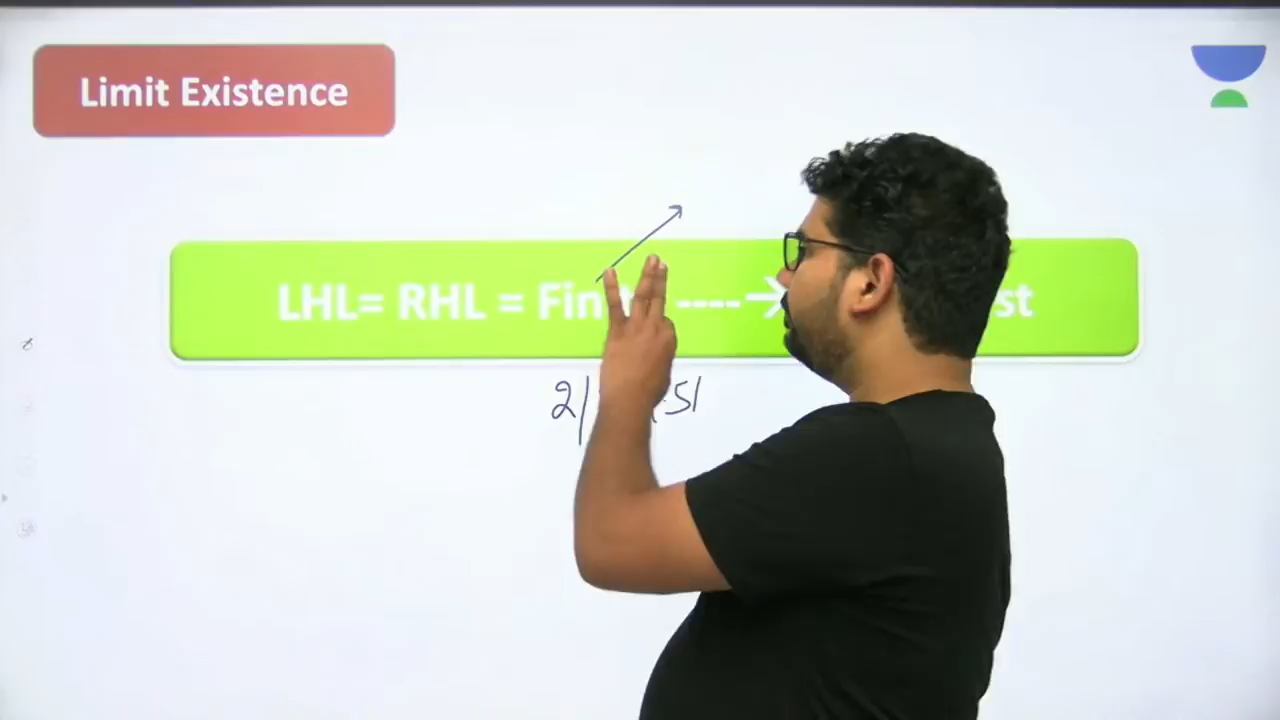 Limit Existence
LHL= RHL = Fin ----→ st
2/ .51